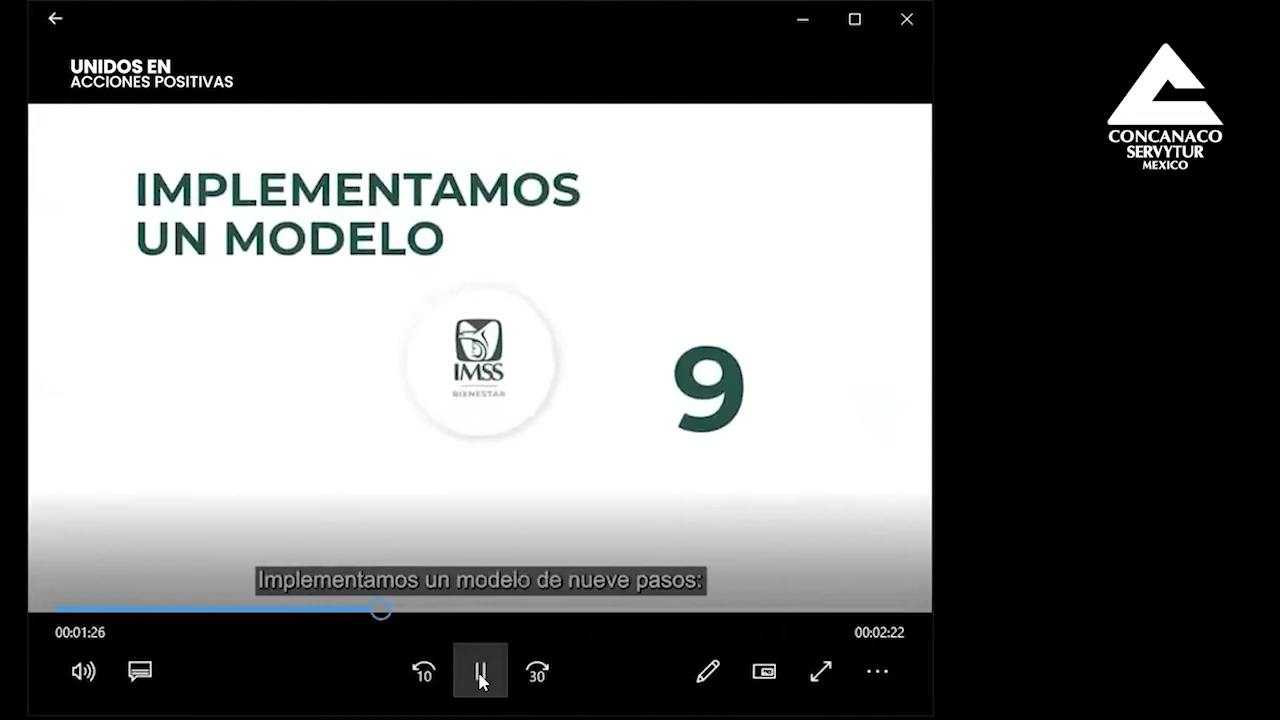 UNIDOS EN
ACCIONES POSITIVAS
CONCANACO
SERVYTUR
MEXICO
IMPLEMENTAMOS
UN MODELO
IMSS
BIENESTAR
9
Implementamos un modelo de nueve pasos:
00:01:26
00:02:22
10
30